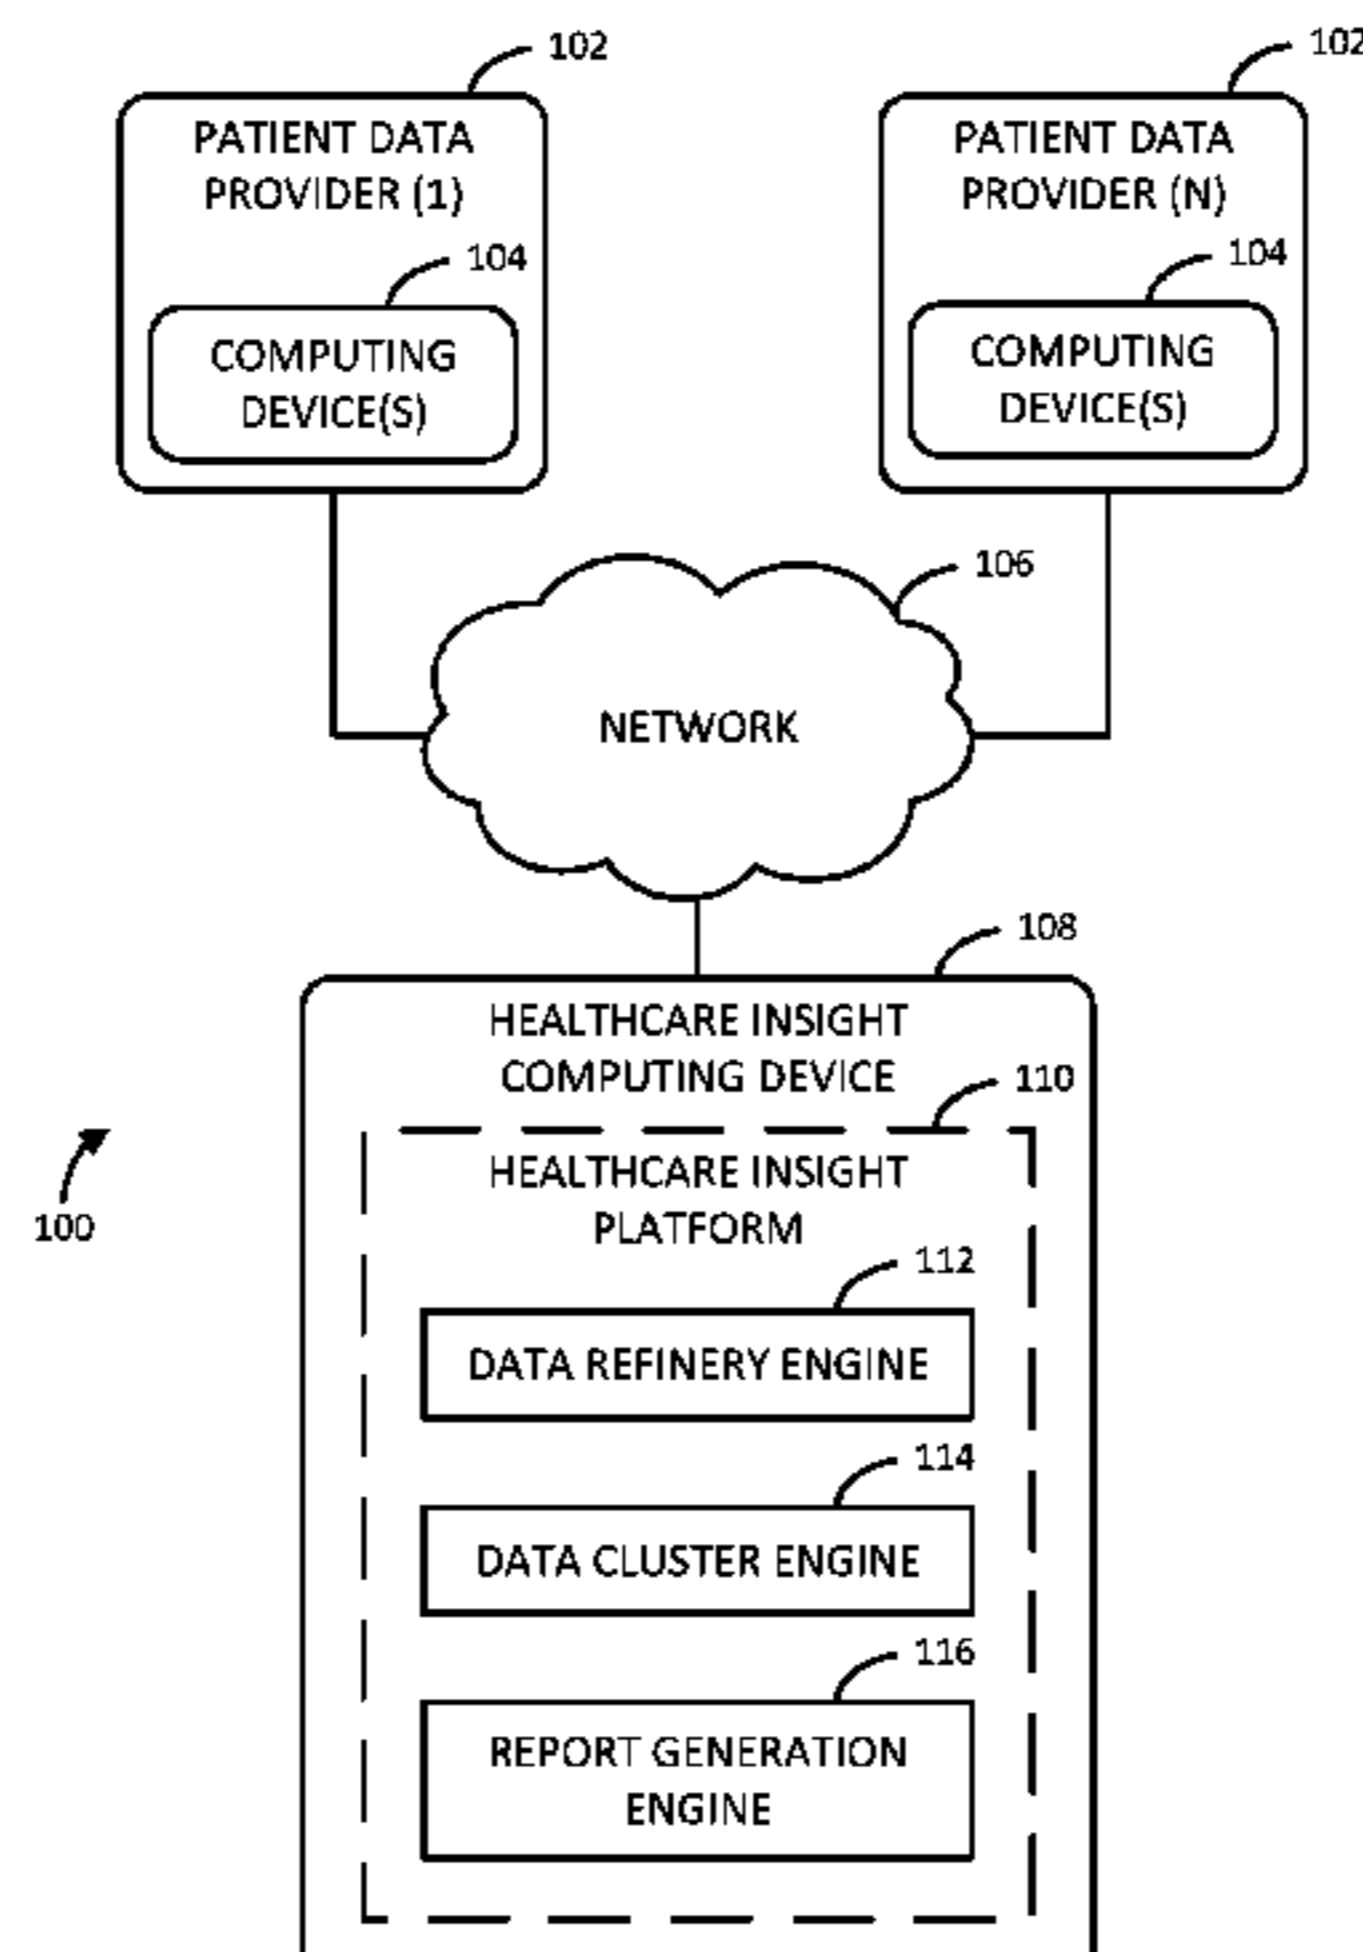 102
102
PATIENT DATA
PROVIDER (1)
PATIENT DATA
PROVIDER (N)
104
104
COMPUTING
DEVICE(S)
COMPUTING
DEVICE(S)
106
NETWORK
108
HEALTHCARE INSIGHT
COMPUTING DEVICE
110
HEALTHCARE INSIGHT
PLATFORM
100
112
DATA REFINERY ENGINE
114
DATA CLUSTER ENGINE
116
REPORT GENERATION
ENGINE